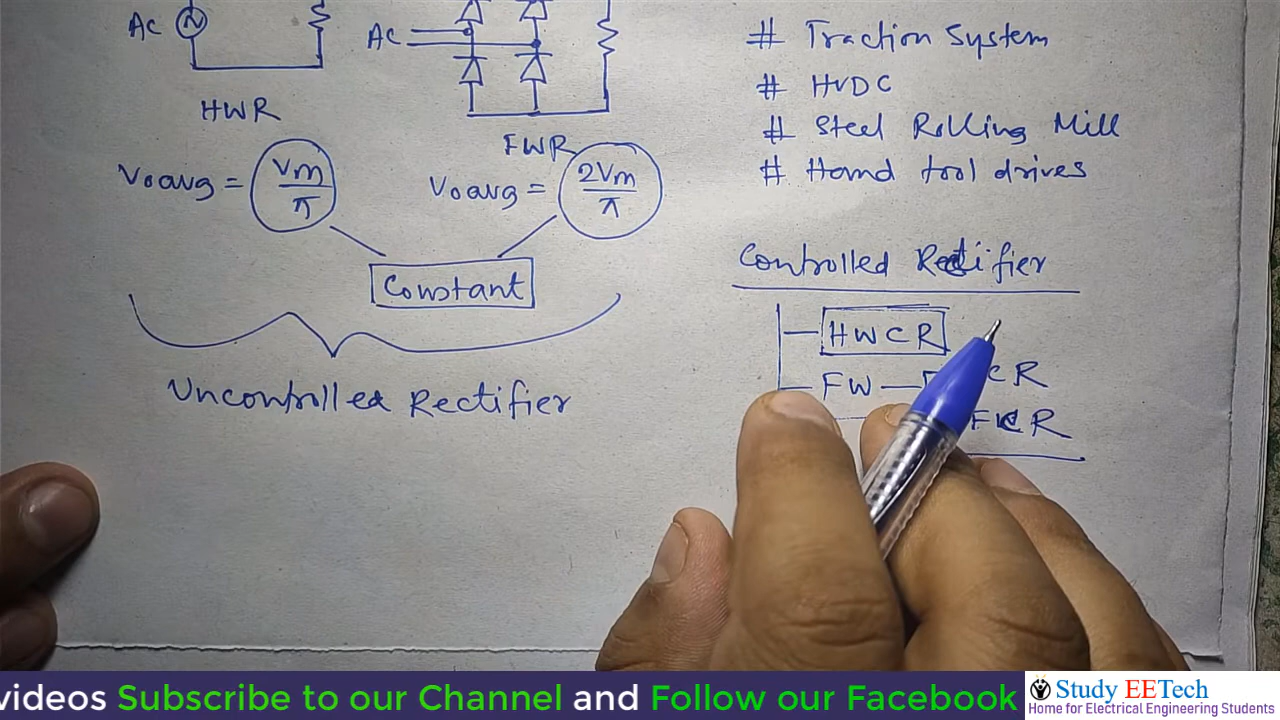 AC
AC
HWR
FWR
Voavg = Vm/π
Voavg = 2Vm/π
Constant
Uncontrolled Rectifier
# Traction System
# HVDC
# Steel Rolling Mill
# Hand tool drives
Controlled Rectifier
HWCR
FW — CR
CR
videos Subscribe to our Channel and Follow our Facebook
Study EETech
Home for Electrical Engineering Students